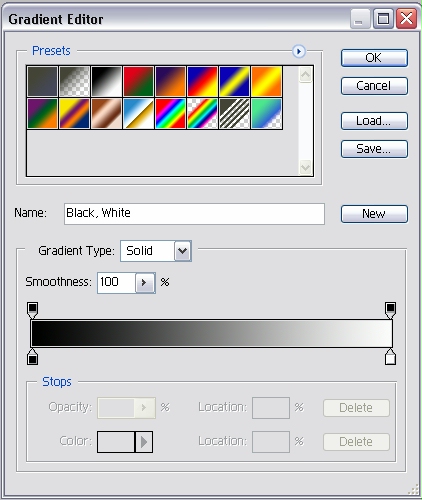 Gradient Editor
Presets
OK
Cancel
Load...
Save...
Name: Black, White New
Gradient Type: Solid
Smoothness: 100 %
Stops
Opacity: % Location: % Delete
Color: Location: % Delete